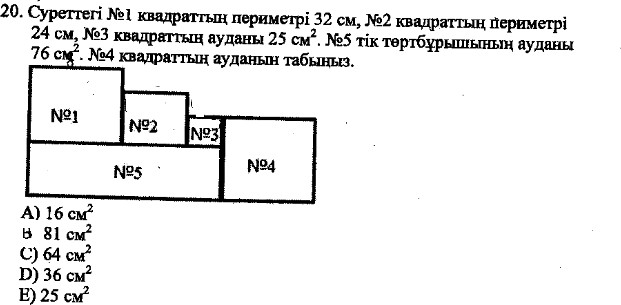 20. Суреттегі №1 квадраттың периметрі 32 см, №2 квадраттың периметрі
24 см, №3 квадраттың ауданы 25 см². №5 тік төртбұрышының ауданы
76 см². №4 квадраттың ауданын табыңыз.
№1
№2
№3
№5
№4
A) 16 см²
B 81 см²
C) 64 см²
D) 36 см²
E) 25 см²